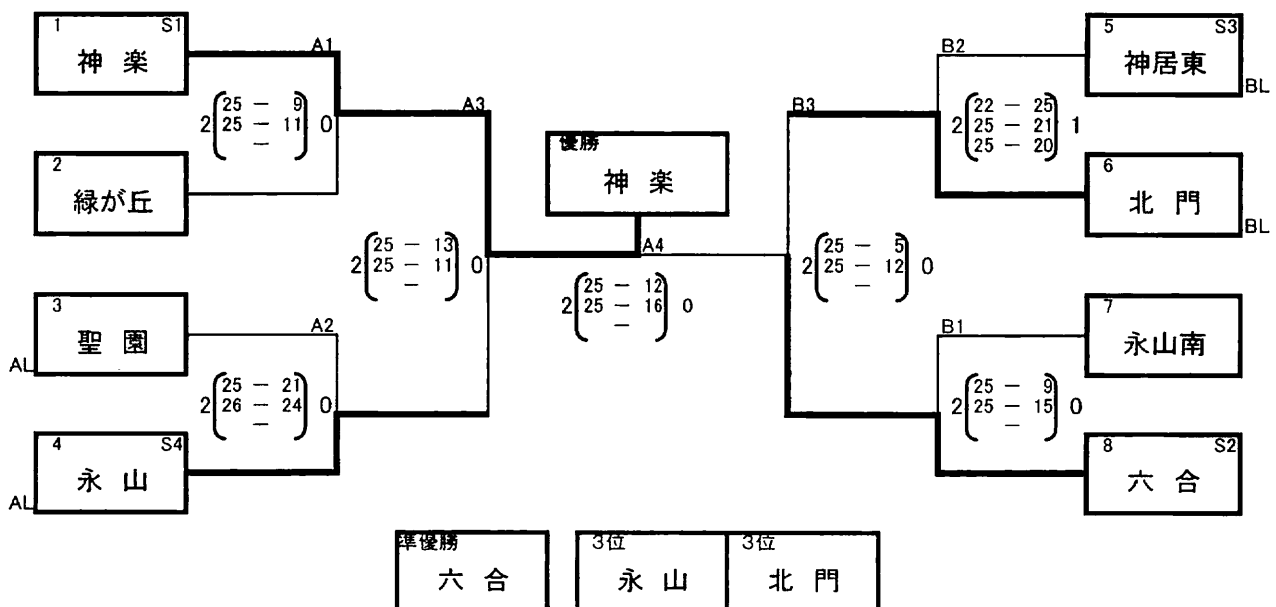 1 S1
神 楽
A1
2 25 － 9 0
25 － 11
－
2
緑が丘
A3
3
聖 園
AL
A2
2 25 － 21 0
26 － 24
－
4 S4
永 山
AL
2 25 － 13 0
25 － 11
－
優勝
神 楽
A4
2 25 － 12 0
25 － 16
－
B3
2 25 － 5 0
25 － 12
－
B2
5 S3
神居東
BL
2 22 － 25 1
25 － 21
25 － 20
6
北 門
BL
B1
7
永山南
2 25 － 9 0
25 － 15
－
8 S2
六 合
準優勝
六 合
3位
永 山
3位
北 門